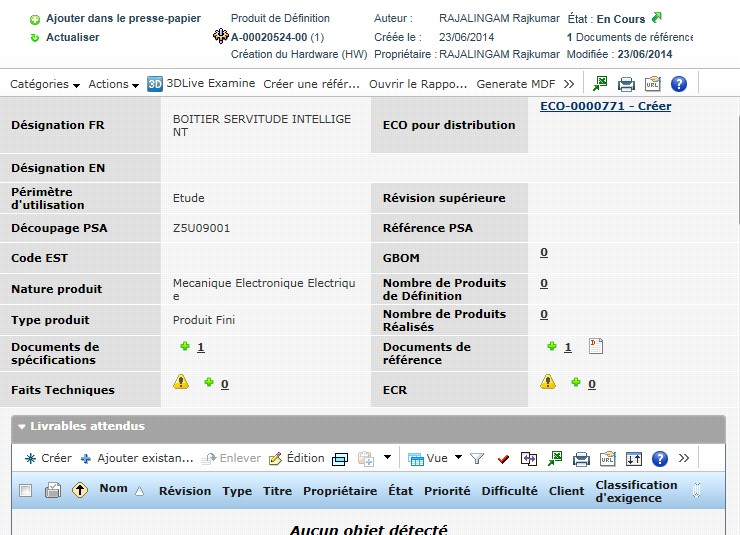 Ajouter dans le presse-papier
Actualiser
Produit de Définition
A-00020524-00 (1)
Création du Hardware (HW)
Auteur : RAJALINGAM Rajkumar
Créée le : 23/06/2014
Propriétaire : RAJALINGAM Rajkumar
État : En Cours
1 Documents de référence
Modifiée : 23/06/2014
Catégories Actions 3D 3DLive Examine Créer une référ... Ouvrir le Rappo... Generate MDF »
Désignation FR
BOITIER SERVITUDE INTELLIGE
NT
ECO pour distribution
ECO-0000771 - Créer
Désignation EN
Périmètre
d'utilisation
Etude
Révision supérieure
Découpage PSA
Z5U09001
Référence PSA
Code EST
GBOM
0
Nature produit
Mecanique Electronique Electriqu
e
Nombre de Produits
de Définition
0
Type produit
Produit Fini
Nombre de Produits
Réalisés
0
Documents de
spécifications
1
Documents de
référence
1
Faits Techniques
0
ECR
0
Livrables attendus
Créer Ajouter existan... Enlever Édition Vue »
Nom Révision Type Titre Propriétaire État Priorité Difficulté Client Classification
d'exigence
Aucun objet détecté